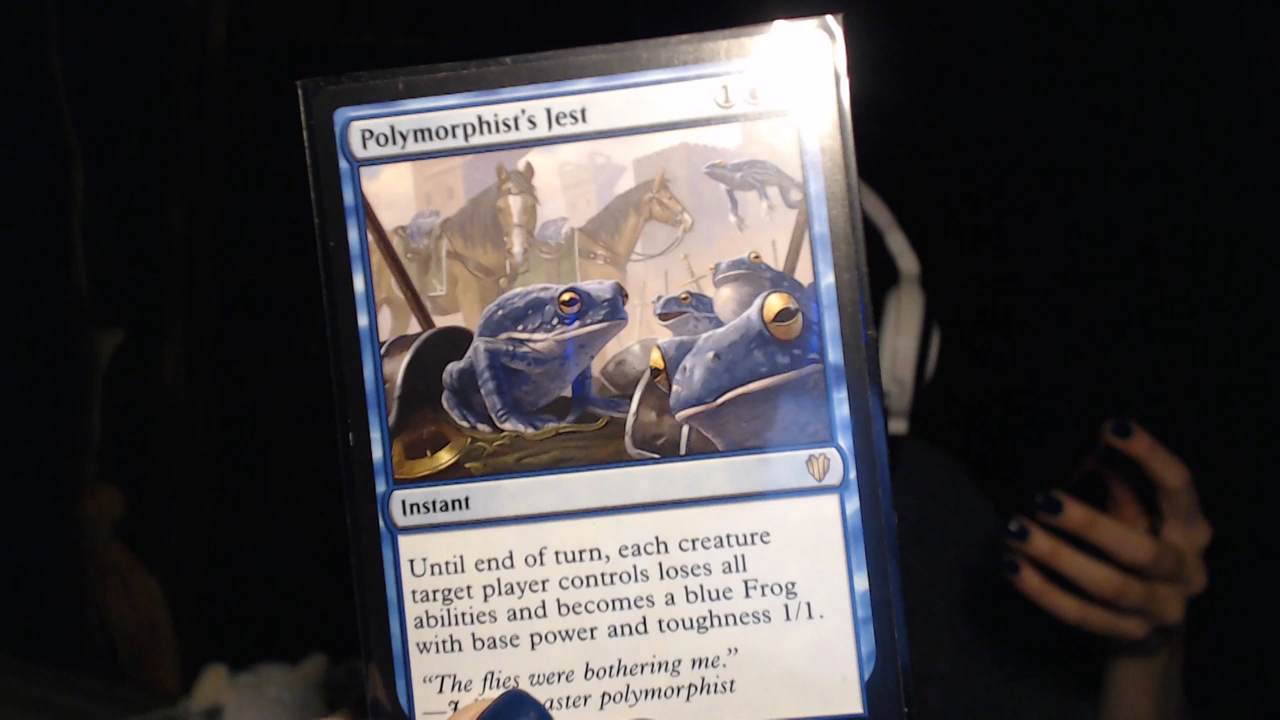 Polymorphist's Jest 1
Instant
Until end of turn, each creature
target player controls loses all
abilities and becomes a blue Frog
with base power and toughness 1/1.
"The flies were bothering me."
— polymorphist